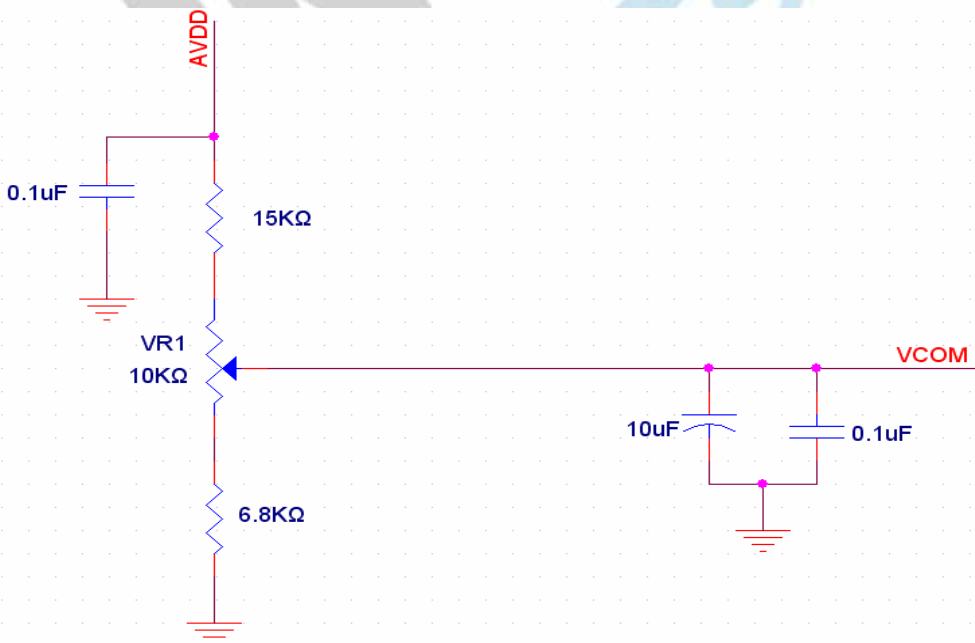 AVDD
0.1uF
15KΩ
VR1
10KΩ
VCOM
10uF
0.1uF
6.8KΩ